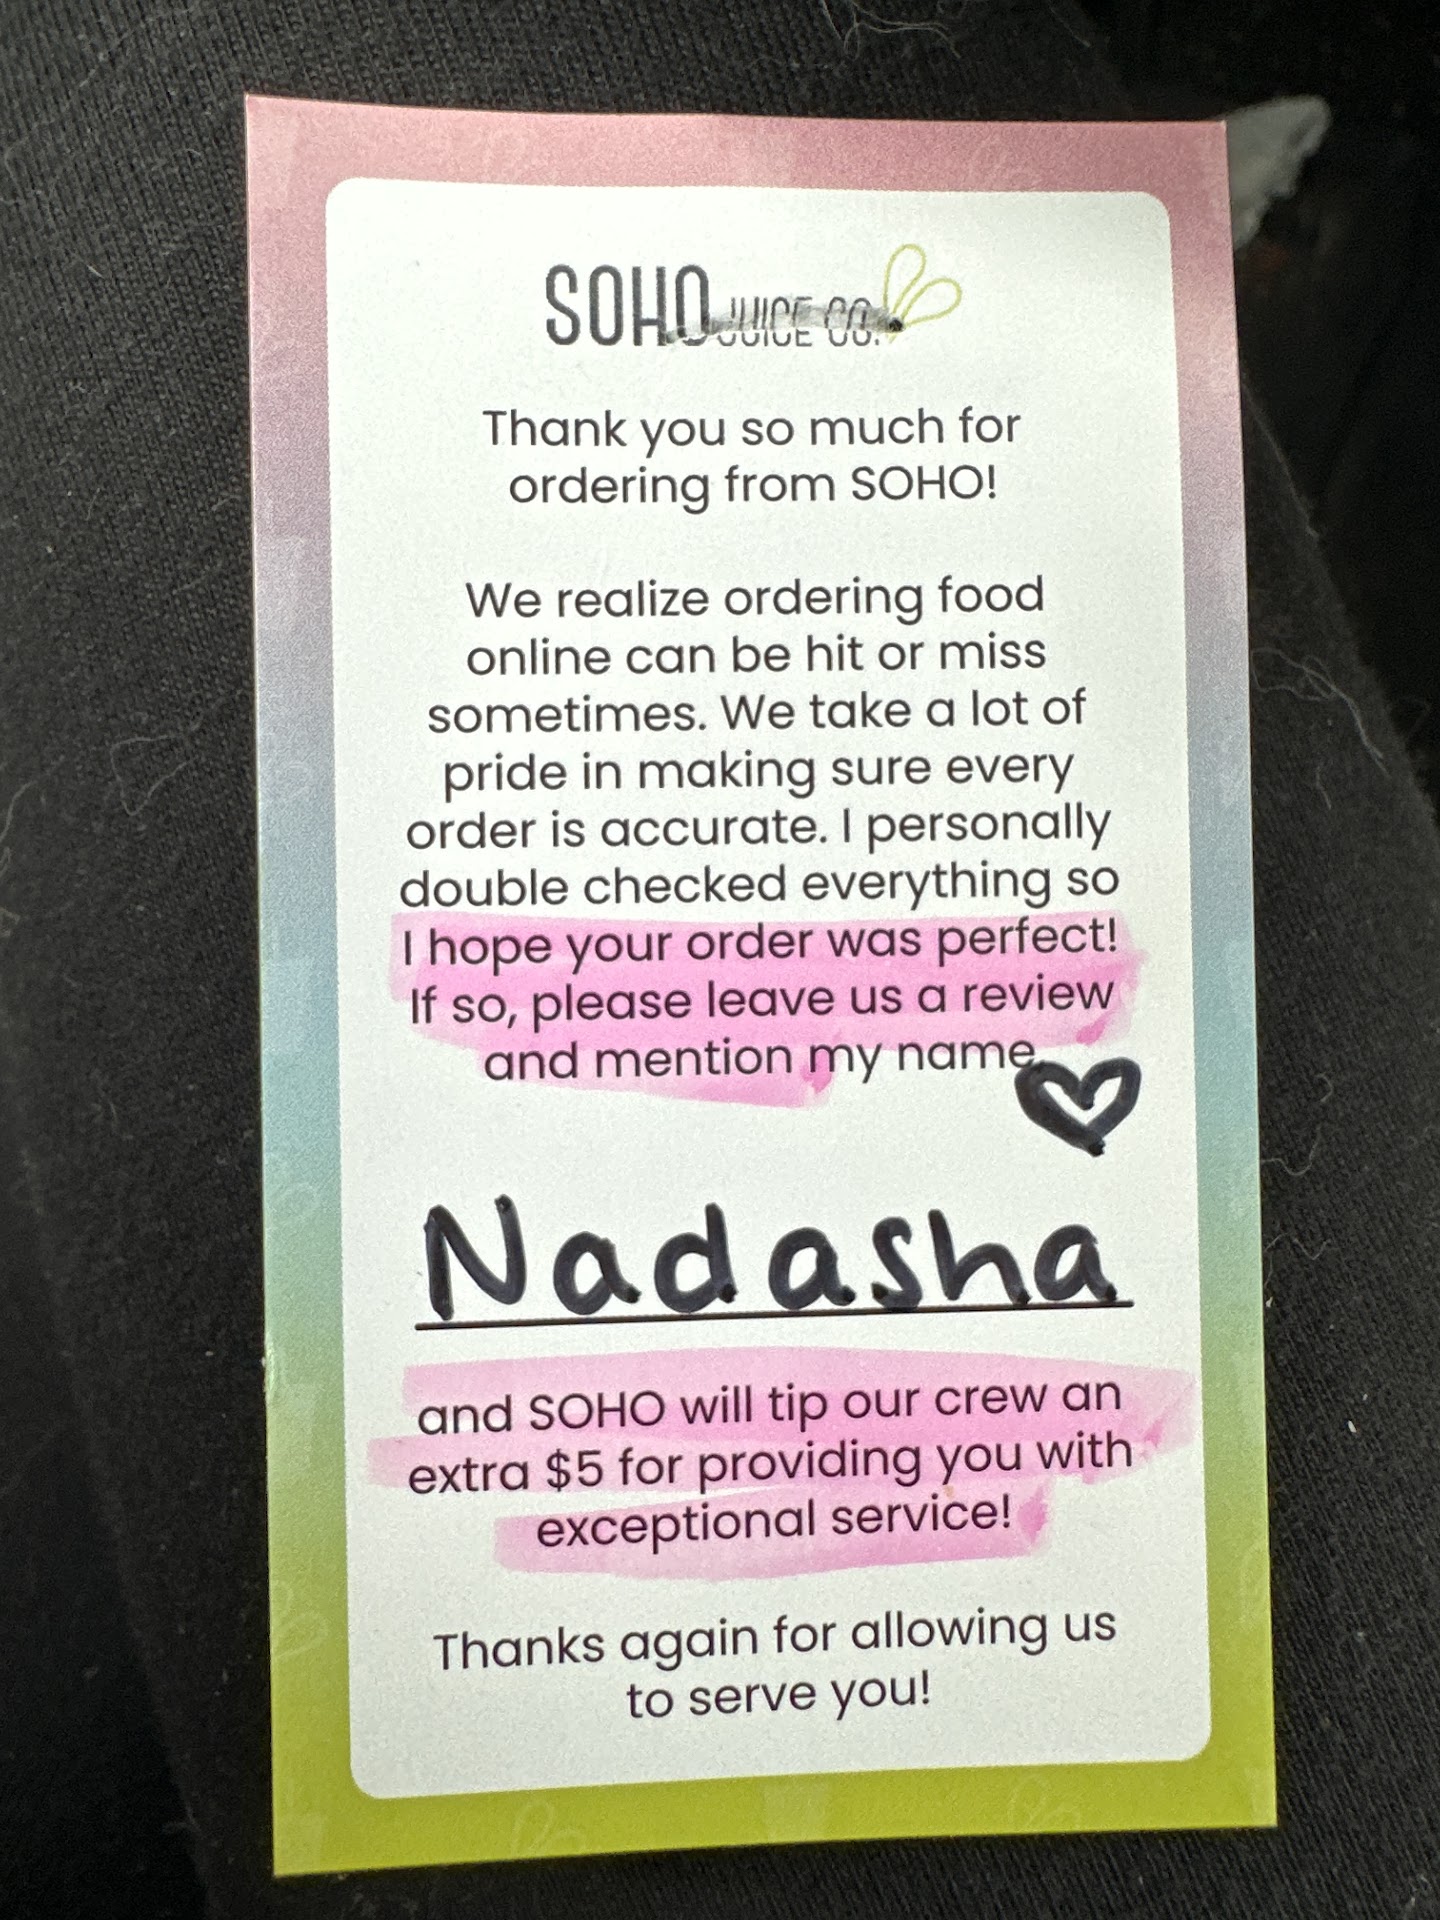 SOHO JUICE CO.
Thank you so much for
ordering from SOHO!
We realize ordering food
online can be hit or miss
sometimes. We take a lot of
pride in making sure every
order is accurate. I personally
double checked everything so
I hope your order was perfect!
If so, please leave us a review
and mention my name
Nadasha
and SOHO will tip our crew an
extra $5 for providing you with
exceptional service!
Thanks again for allowing us
to serve you!